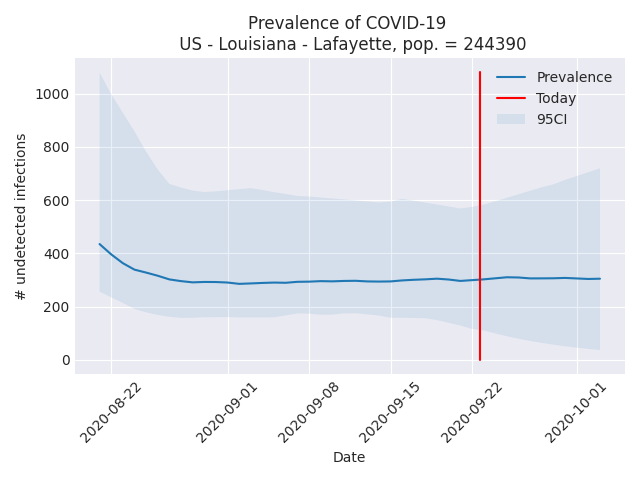 Prevalence of COVID-19
US - Louisiana - Lafayette, pop. = 244390
Prevalence
Today
95CI
# undetected infections
1000
800
600
400
200
0
2020-08-22
2020-09-01
2020-09-08
2020-09-15
2020-09-22
2020-10-01
Date